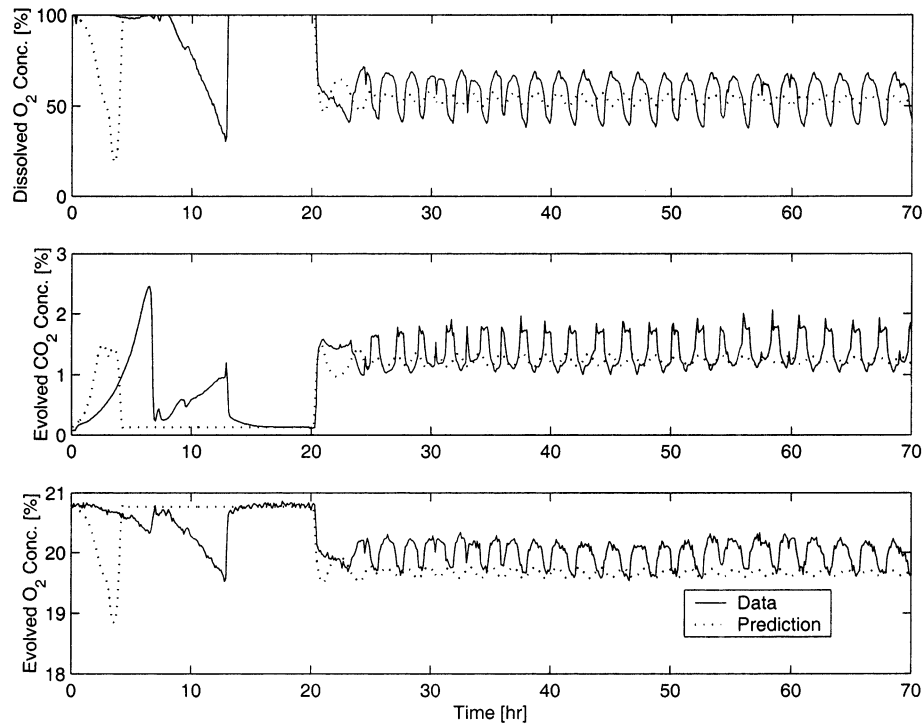 100
50
0
Dissolved O2 Conc. [%]
0 10 20 30 40 50 60 70
3
2
1
0
Evolved CO2 Conc. [%]
0 10 20 30 40 50 60 70
21
20
19
18
Evolved O2 Conc. [%]
Data
Prediction
0 10 20 30 40 50 60 70
Time [hr]